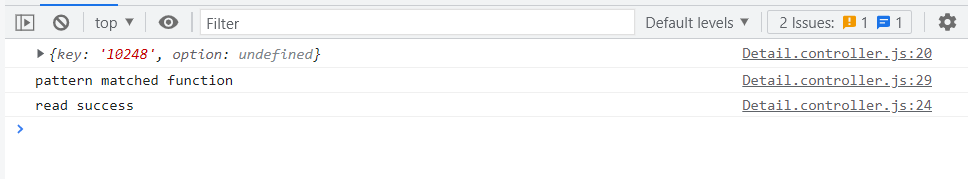 top ▼ Filter Default levels ▼ 2 Issues: 1 1
▶ {key: '10248', option: undefined} Detail.controller.js:20
pattern matched function Detail.controller.js:29
read success Detail.controller.js:24
>